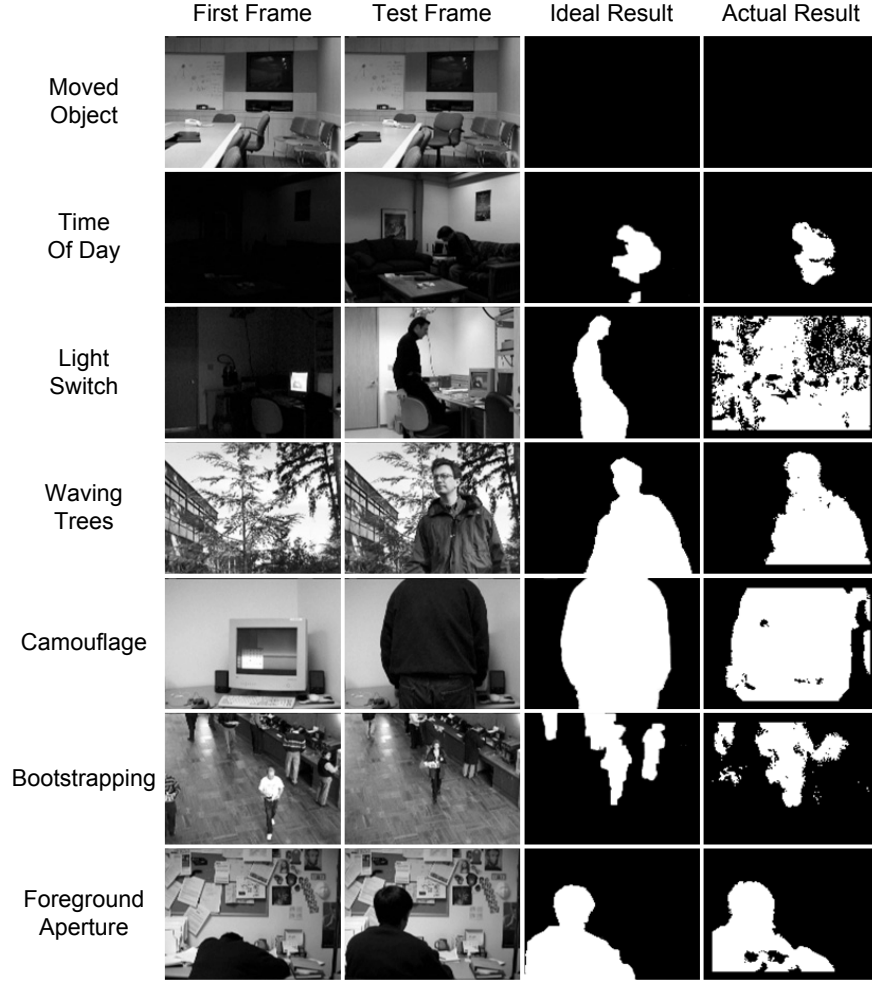 First Frame Test Frame Ideal Result Actual Result
Moved
Object
Time
Of Day
Light
Switch
Waving
Trees
Camouflage
Bootstrapping
Foreground
Aperture